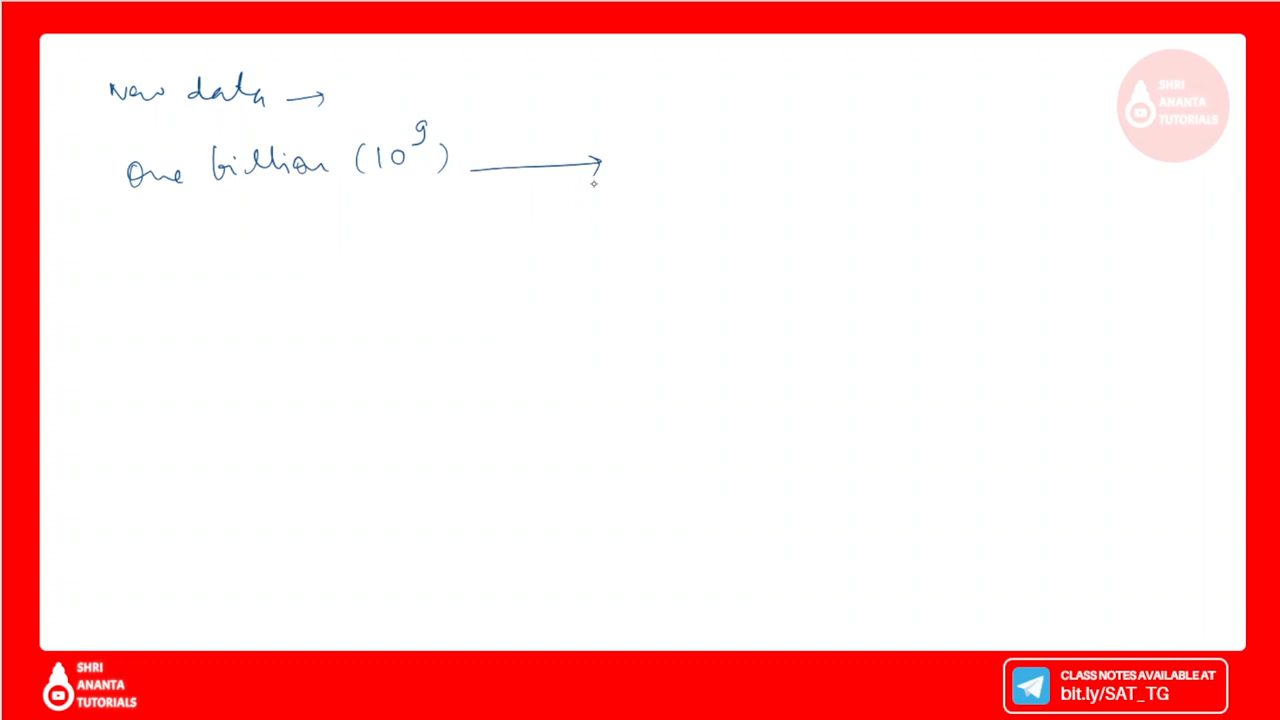 New data →
One billion (10⁹) →
SHRI
ANANTA
TUTORIALS
SHRI
ANANTA
TUTORIALS
CLASS NOTES AVAILABLE AT
bit.ly/SAT_TG